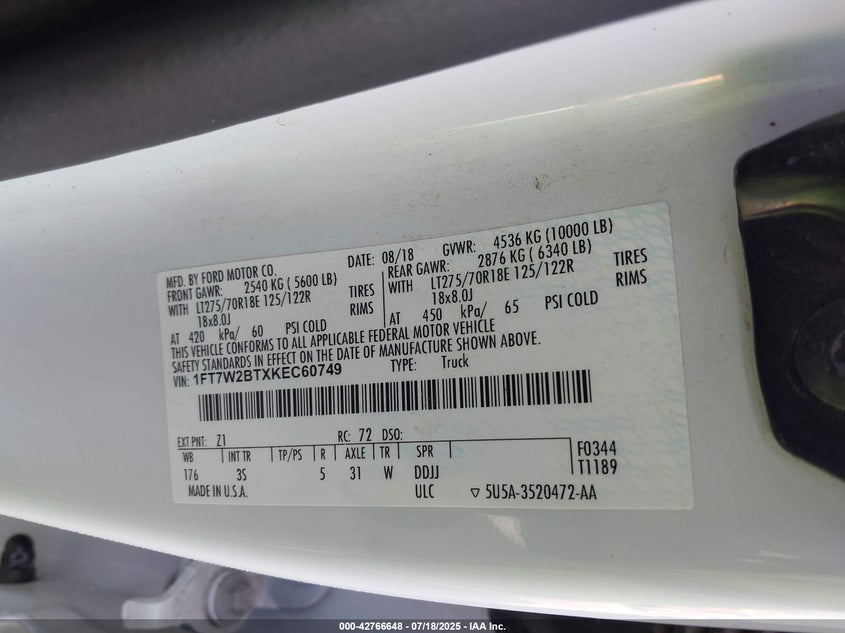 MFD. BY FORD MOTOR CO.
DATE: 08/18 GVWR: 4536 KG (10000 LB)
FRONT GAWR: 2540 KG ( 5600 LB)
REAR GAWR: 2876 KG ( 6340 LB)
WITH LT275/70R18E 125/122R TIRES
WITH LT275/70R18E 125/122R TIRES
18x8.0J RIMS
18x8.0J RIMS
AT 420 kPa/ 60 PSI COLD
AT 450 kPa/ 65 PSI COLD
THIS VEHICLE CONFORMS TO ALL APPLICABLE FEDERAL MOTOR VEHICLE
SAFETY STANDARDS IN EFFECT ON THE DATE OF MANUFACTURE SHOWN ABOVE.
VIN: 1FT7W2BTXKEC60749 TYPE: Truck
EXT PNT: Z1 RC: 72 DSO:
WB INT TR TP/PS R AXLE TR SPR F0344
176 3S 5 31 W DDJJ T1189
MADE IN U.S.A. ULC ▽ 5U5A-3520472-AA
000-42766648 - 07/18/2025 - IAA Inc.